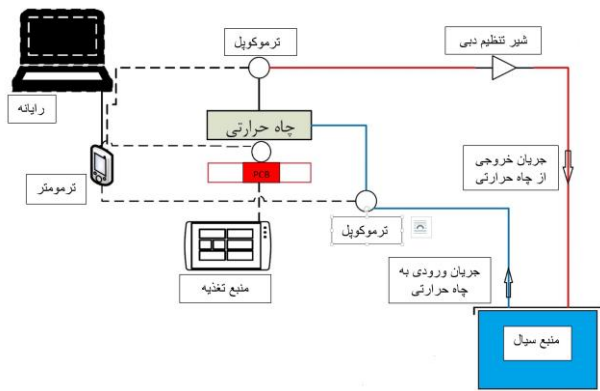 ترموکوپل
شیر تنظیم دبی
رایانه
چاه حرارتی
جریان خروجی
از چاه حرارتی
PCB
ترمومتر
ترموکوپل
جریان ورودی به
چاه حرارتی
منبع تغذیه
منبع سیال